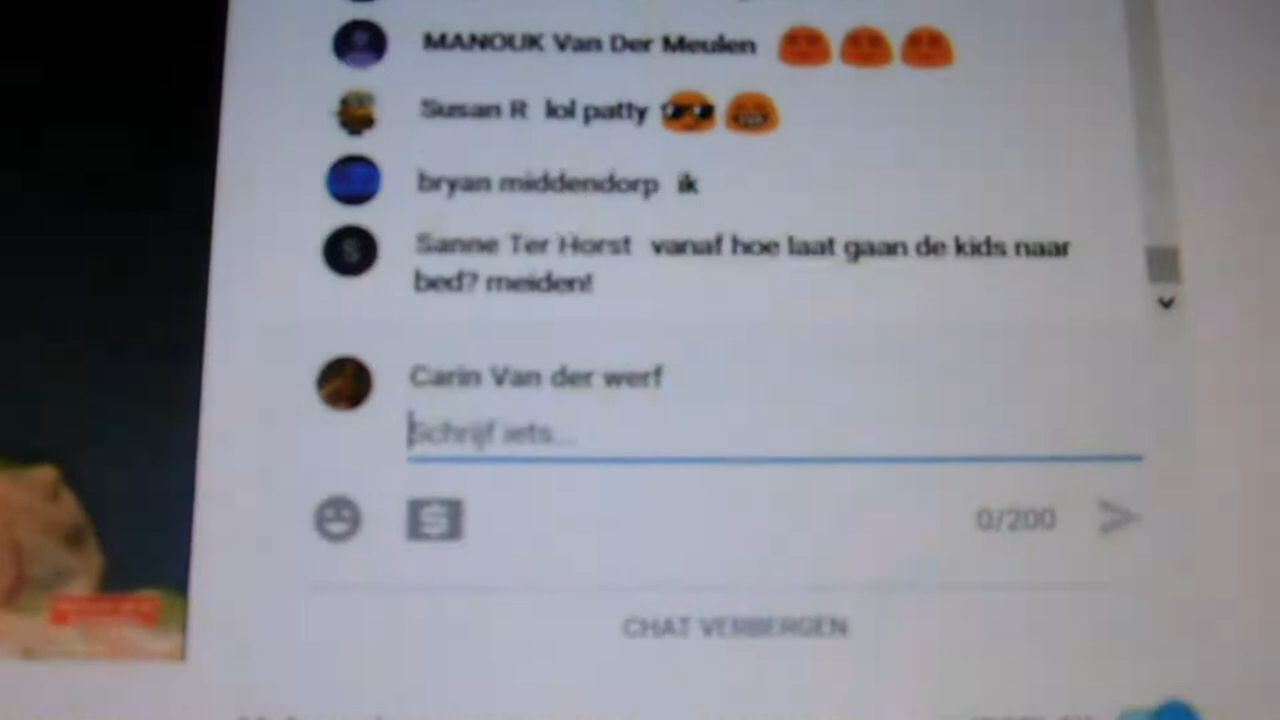 MANOUK Van Der Meulen
Susan R lol patty
bryan middendorp ik
S
Sanne Ter Horst vanaf hoe laat gaan de kids naar
bed? meiden!
Carin Van der werf
Schrijf iets...
0/200
CHAT VERBERGEN